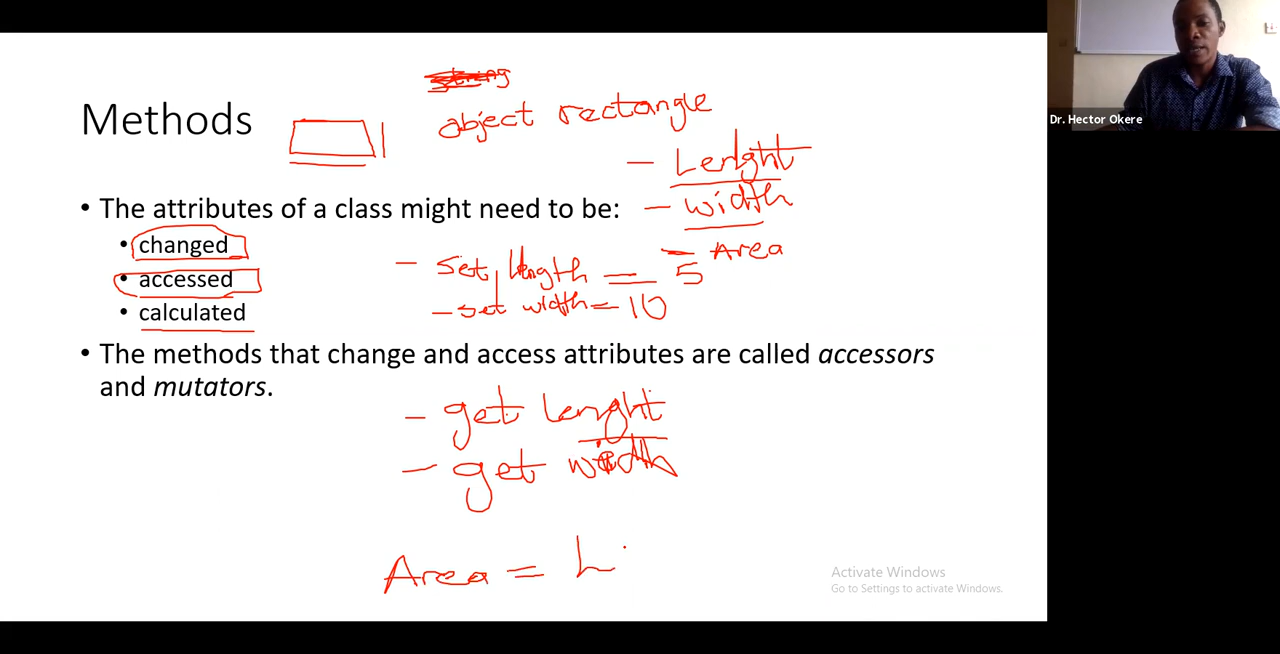 object rectangle
Methods
- Lenght
- width
- Area
• The attributes of a class might need to be:
• changed
• accessed
• calculated
- set length = 5
- set width = 10
• The methods that change and access attributes are called accessors
and mutators.
- get lenght
- get width
Area = L
Activate Windows
Go to Settings to activate Windows.
Dr. Hector Okere